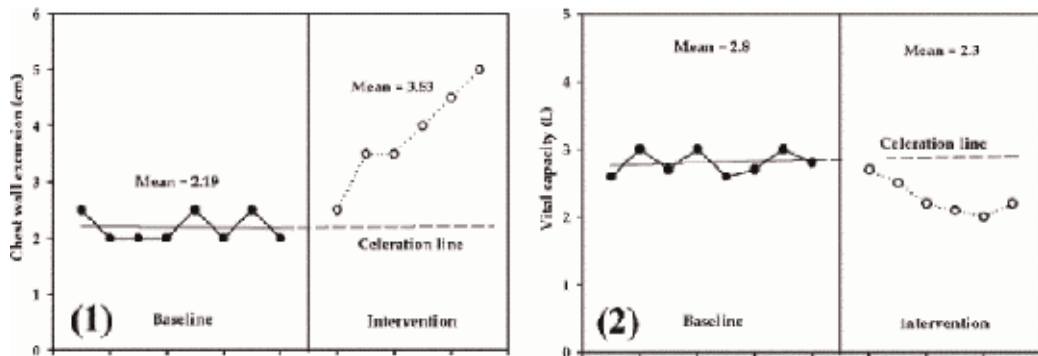 6
5
4
3
2
1
0
Chest wall excursion (cm)
Mean = 2.19
Mean = 3.53
Celeration line
(1)
Baseline
Intervention
5
4
3
2
1
0
Vital capacity (L)
Mean = 2.8
Mean = 2.3
Celeration line
(2)
Baseline
Intervention